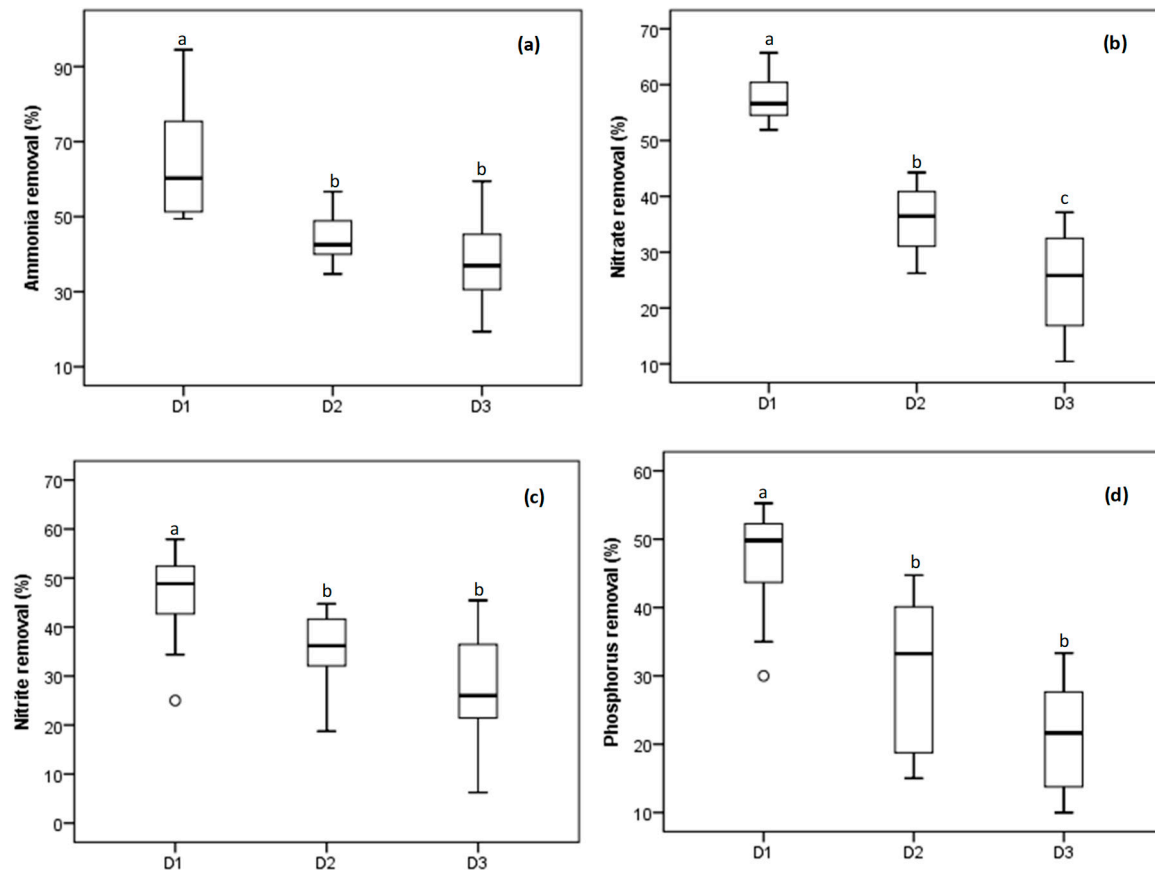 (a)
Ammonia removal (%)
90
70
50
30
10
a
b
b
D1
D2
D3
(b)
Nitrate removal (%)
70
60
50
40
30
20
10
a
b
c
D1
D2
D3
(c)
Nitrite removal (%)
70
60
50
40
30
20
10
0
a
b
b
D1
D2
D3
(d)
Phosphorus removal (%)
60
50
40
30
20
10
a
b
b
D1
D2
D3